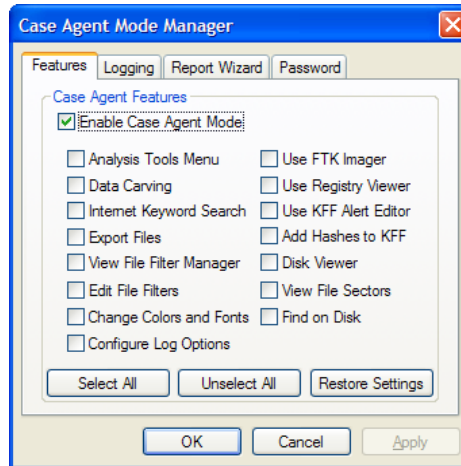 Case Agent Mode Manager
Features Logging Report Wizard Password
Case Agent Features
Enable Case Agent Mode
Analysis Tools Menu Use FTK Imager
Data Carving Use Registry Viewer
Internet Keyword Search Use KFF Alert Editor
Export Files Add Hashes to KFF
View File Filter Manager Disk Viewer
Edit File Filters View File Sectors
Change Colors and Fonts Find on Disk
Configure Log Options
Select All Unselect All Restore Settings
OK Cancel Apply